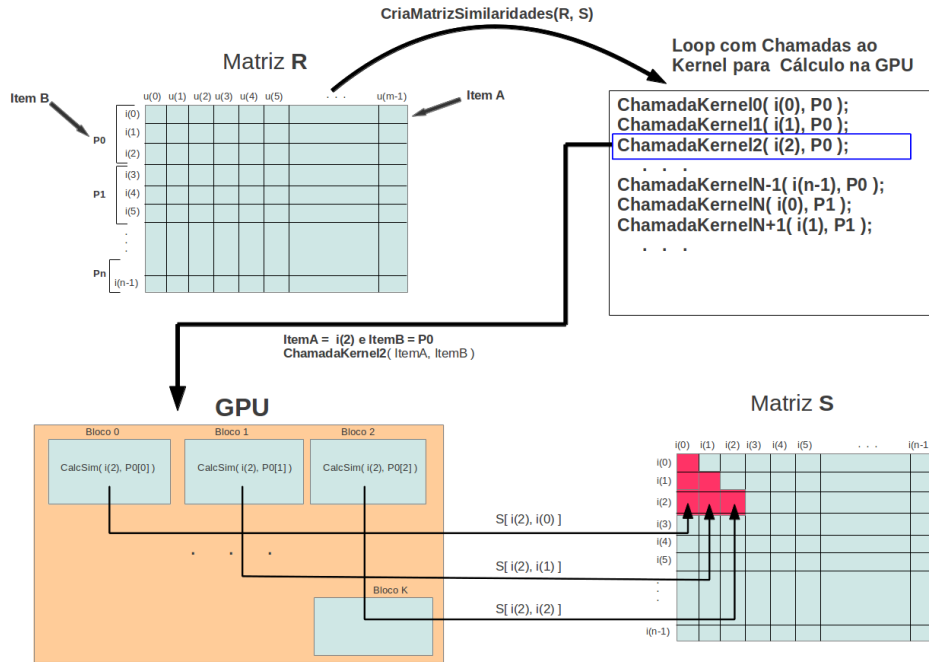 CriaMatrizSimilaridades(R, S)
Matriz R
Loop com Chamadas ao
Kernel para Cálculo na GPU
Item B
Item A
u(0) u(1) u(2) u(3) u(4) u(5) . . . u(m-1)
P0
i(0)
i(1)
i(2)
P1
i(3)
i(4)
i(5)
.
.
.
Pn
i(n-1)
ChamadaKernel0( i(0), P0 );
ChamadaKernel1( i(1), P0 );
ChamadaKernel2( i(2), P0 );
. . .
ChamadaKernelN-1( i(n-1), P0 );
ChamadaKernelN( i(0), P1 );
ChamadaKernelN+1( i(1), P1 );
. . .
ItemA = i(2) e ItemB = P0
ChamadaKernel2( ItemA, ItemB )
GPU
Bloco 0
Bloco 1
Bloco 2
CalcSim( i(2), P0[0] )
CalcSim( i(2), P0[1] )
CalcSim( i(2), P0[2] )
. . .
Bloco K
S[ i(2), i(0) ]
S[ i(2), i(1) ]
S[ i(2), i(2) ]
Matriz S
i(0) i(1) i(2) i(3) i(4) i(5) . . . i(n-1)
i(0)
i(1)
i(2)
i(3)
i(4)
i(5)
.
.
.
i(n-1)